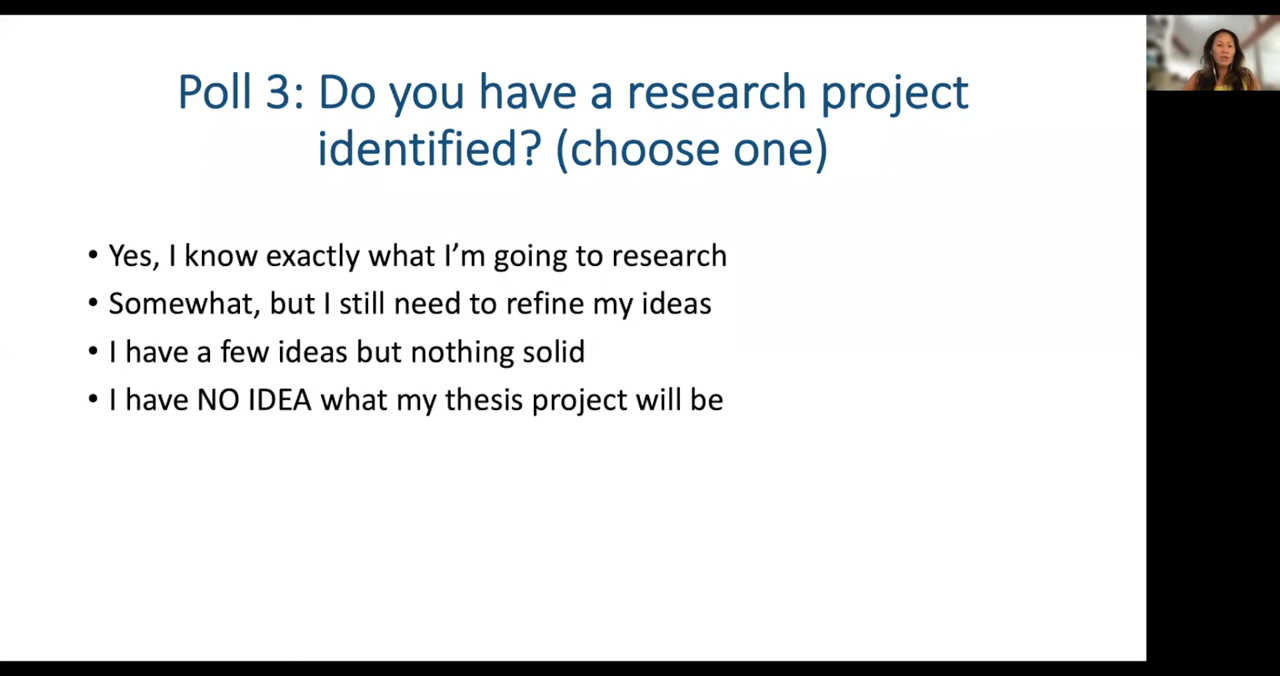 Poll 3: Do you have a research project
identified? (choose one)
• Yes, I know exactly what I’m going to research
• Somewhat, but I still need to refine my ideas
• I have a few ideas but nothing solid
• I have NO IDEA what my thesis project will be